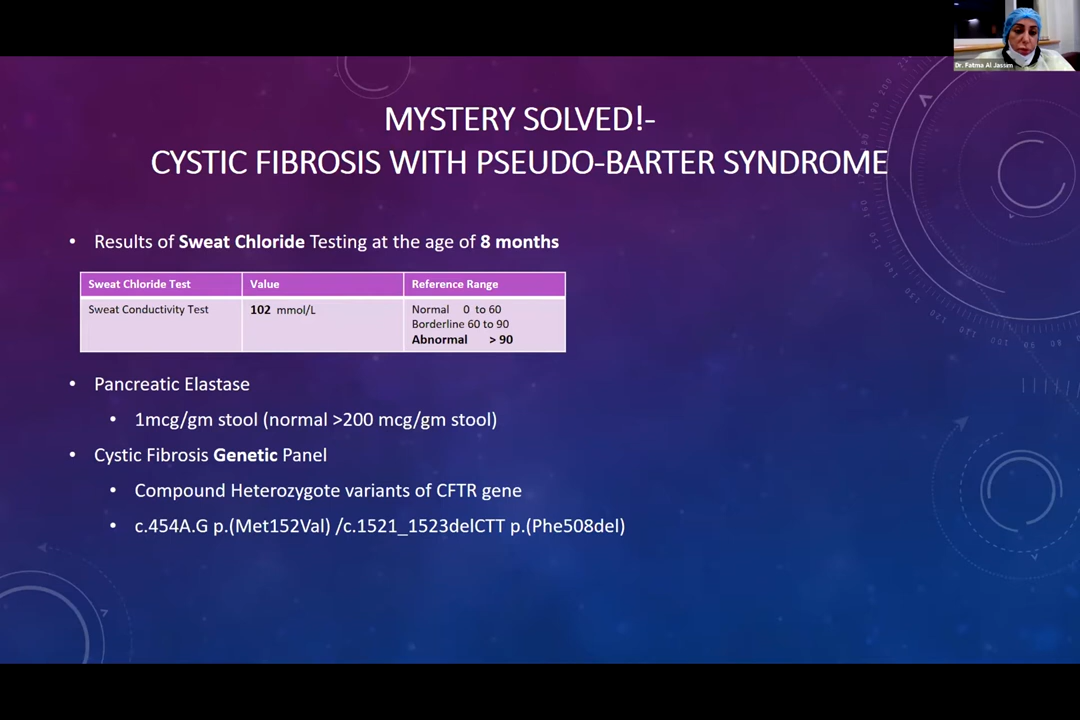 Dr. Fatma Al Jassim
MYSTERY SOLVED!-
CYSTIC FIBROSIS WITH PSEUDO-BARTER SYNDROME
• Results of Sweat Chloride Testing at the age of 8 months
Sweat Chloride Test Value Reference Range
Sweat Conductivity Test 102 mmol/L Normal 0 to 60
Borderline 60 to 90
Abnormal > 90
• Pancreatic Elastase
• 1mcg/gm stool (normal >200 mcg/gm stool)
• Cystic Fibrosis Genetic Panel
• Compound Heterozygote variants of CFTR gene
• c.454A.G p.(Met152Val) /c.1521_1523delCTT p.(Phe508del)